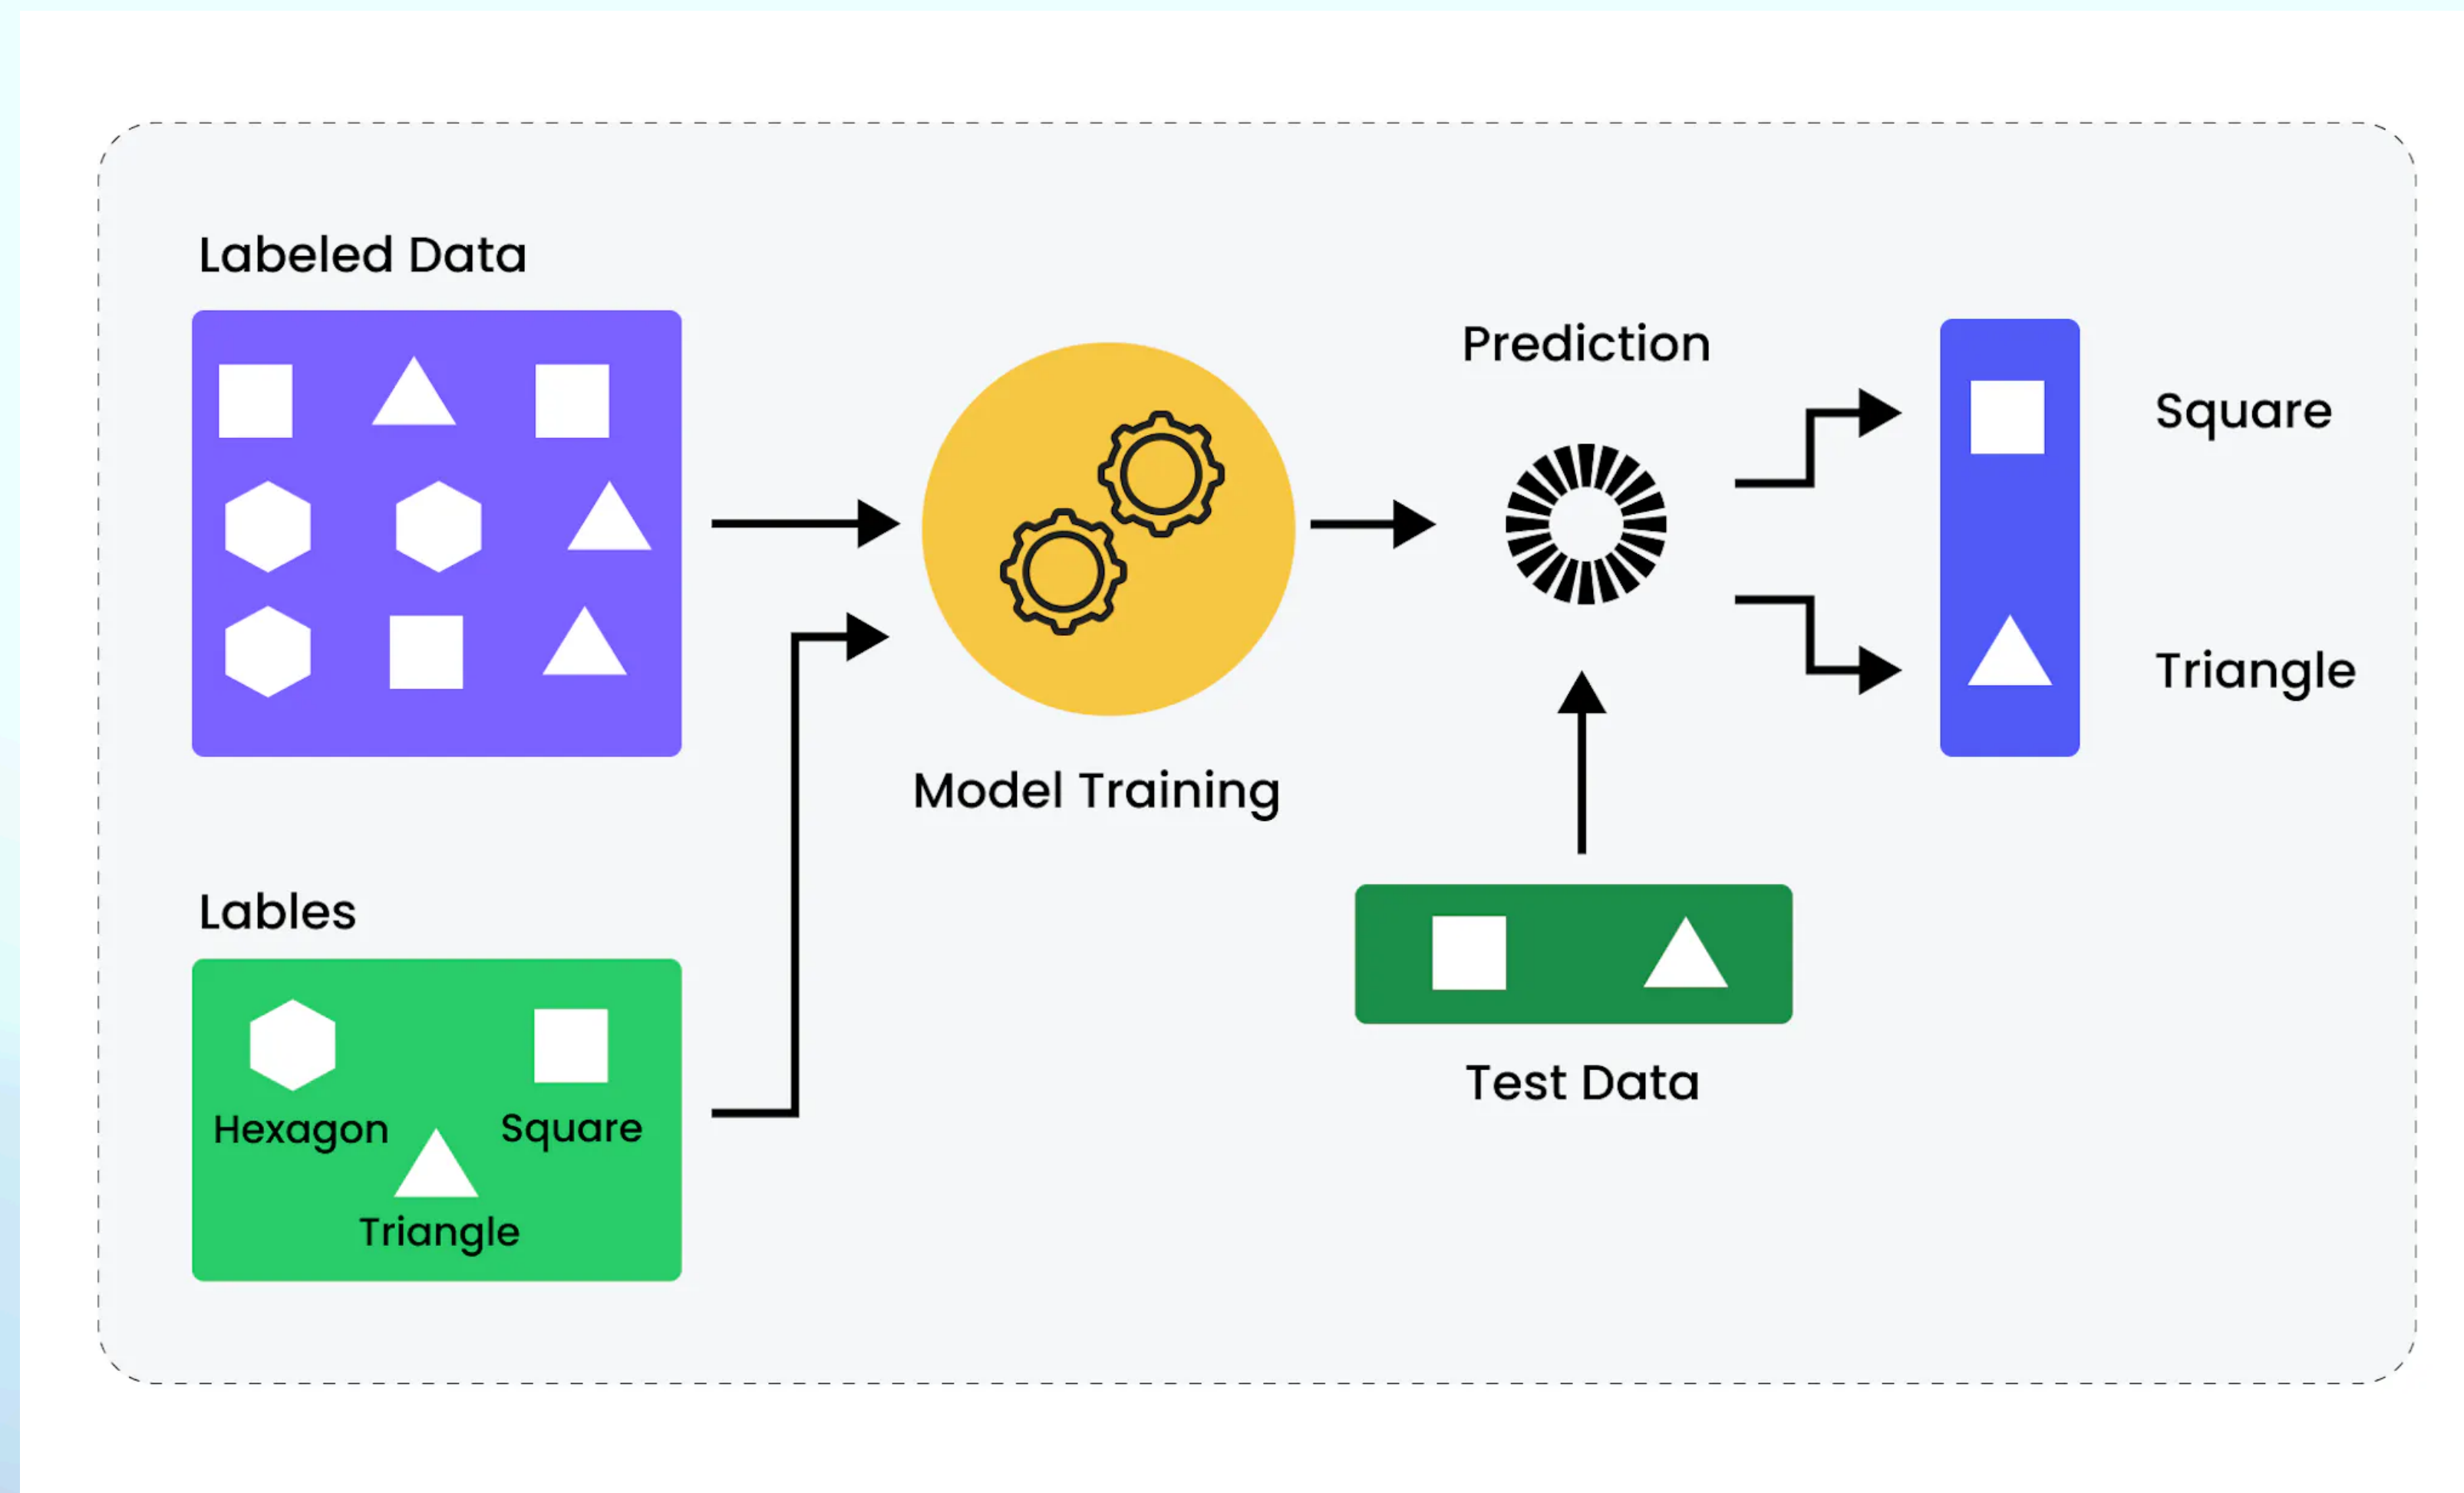 Labeled Data
Lables
Hexagon
Square
Triangle
Model Training
Prediction
Test Data
Square
Triangle